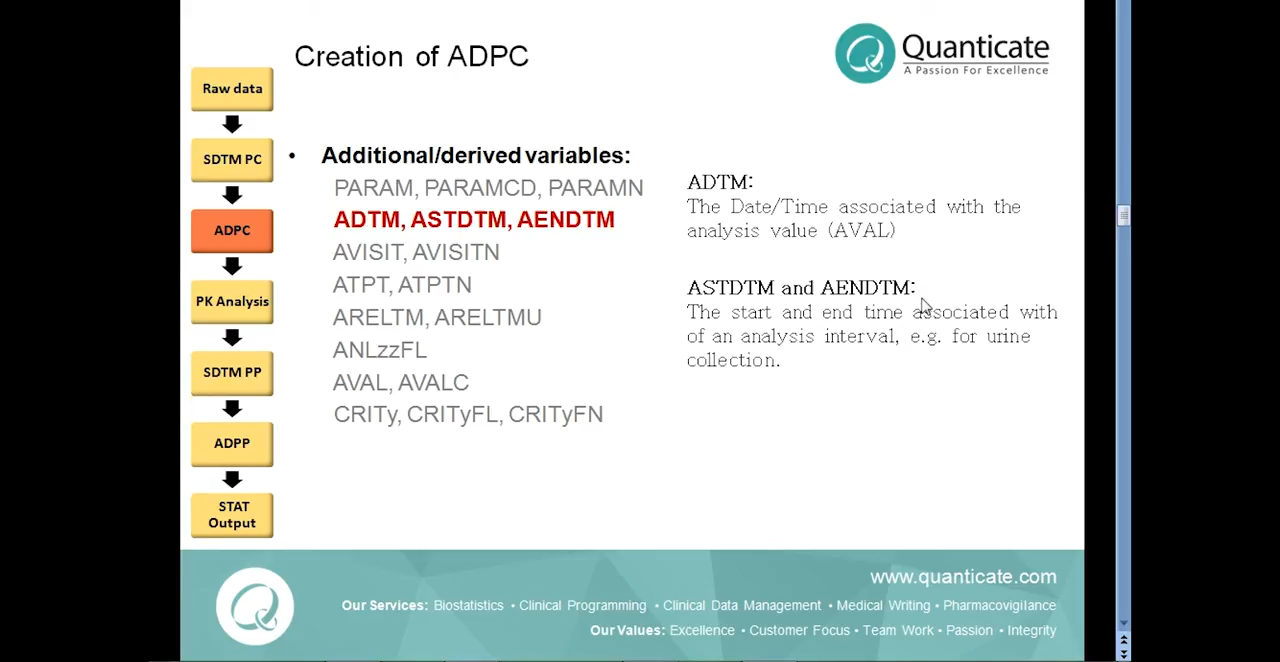 Creation of ADPC
Quanticate
A Passion For Excellence
Raw data
SDTM PC
ADPC
PK Analysis
SDTM PP
ADPP
STAT
Output
• Additional/derived variables:
PARAM, PARAMCD, PARAMN
ADTM, ASTDTM, AENDTM
AVISIT, AVISITN
ATPT, ATPTN
ARELTM, ARELTMU
ANLzzFL
AVAL, AVALC
CRITy, CRITyFL, CRITyFN
ADTM:
The Date/Time associated with the
analysis value (AVAL)
ASTDTM and AENDTM:
The start and end time associated with
of an analysis interval, e.g. for urine
collection.
www.quanticate.com
Our Services: Biostatistics • Clinical Programming • Clinical Data Management • Medical Writing • Pharmacovigilance
Our Values: Excellence • Customer Focus • Team Work • Passion • Integrity